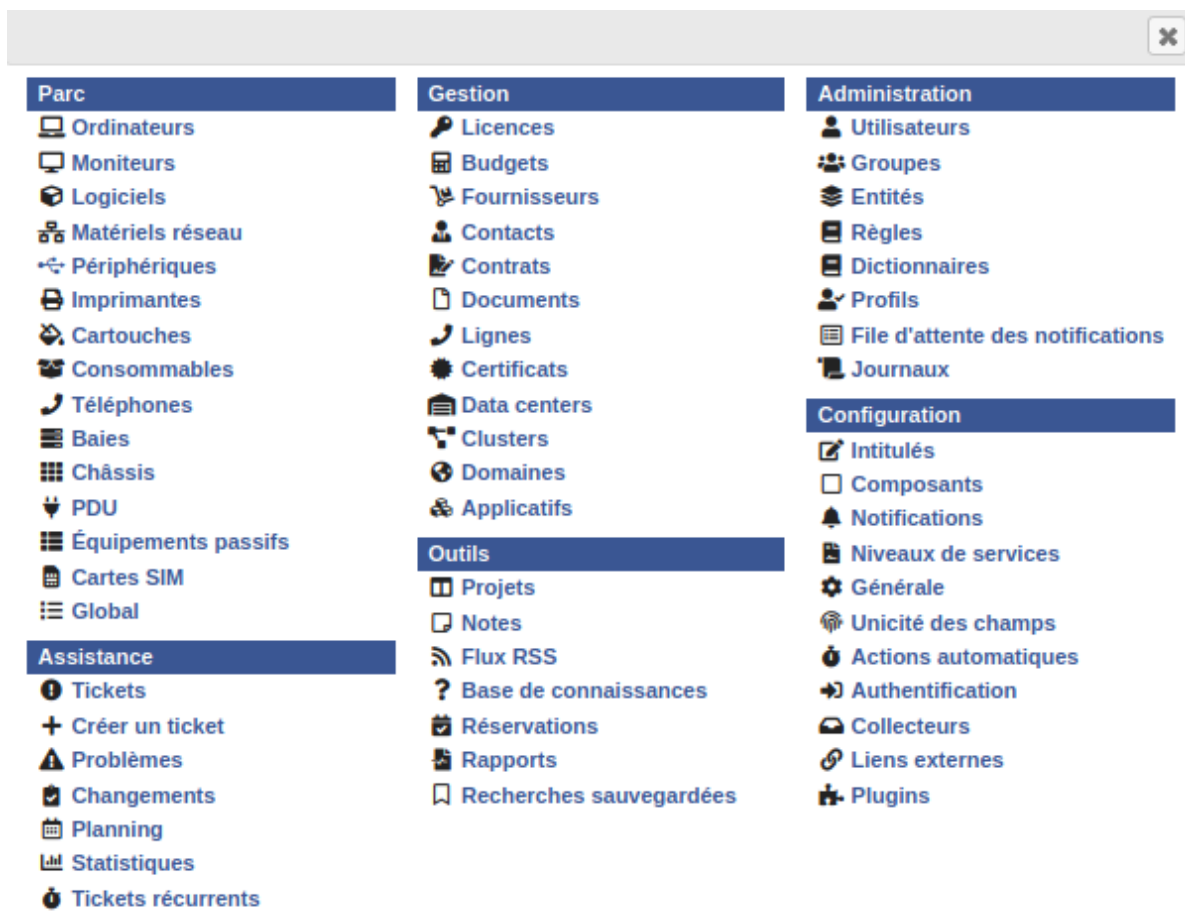 Parc
Ordinateurs
Moniteurs
Logiciels
Matériels réseau
Périphériques
Imprimantes
Cartouches
Consommables
Téléphones
Baies
Châssis
PDU
Équipements passifs
Cartes SIM
Global
Assistance
Tickets
Créer un ticket
Problèmes
Changements
Planning
Statistiques
Tickets récurrents
Gestion
Licences
Budgets
Fournisseurs
Contacts
Contrats
Documents
Lignes
Certificats
Data centers
Clusters
Domaines
Applicatifs
Outils
Projets
Notes
Flux RSS
Base de connaissances
Réservations
Rapports
Recherches sauvegardées
Administration
Utilisateurs
Groupes
Entités
Règles
Dictionnaires
Profils
File d'attente des notifications
Journaux
Configuration
Intitulés
Composants
Notifications
Niveaux de services
Générale
Unicité des champs
Actions automatiques
Authentification
Collecteurs
Liens externes
Plugins